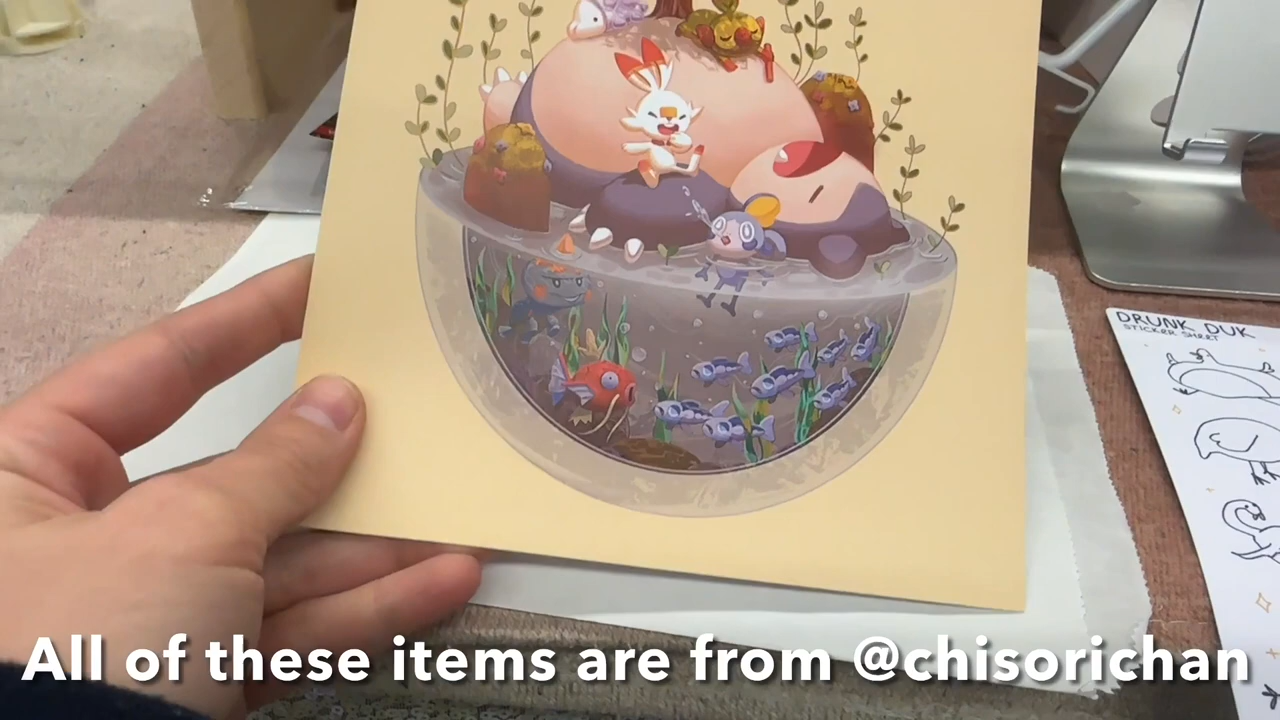 DRUNK DUK
STICKER SHEET
All of these items are from @chisorichan